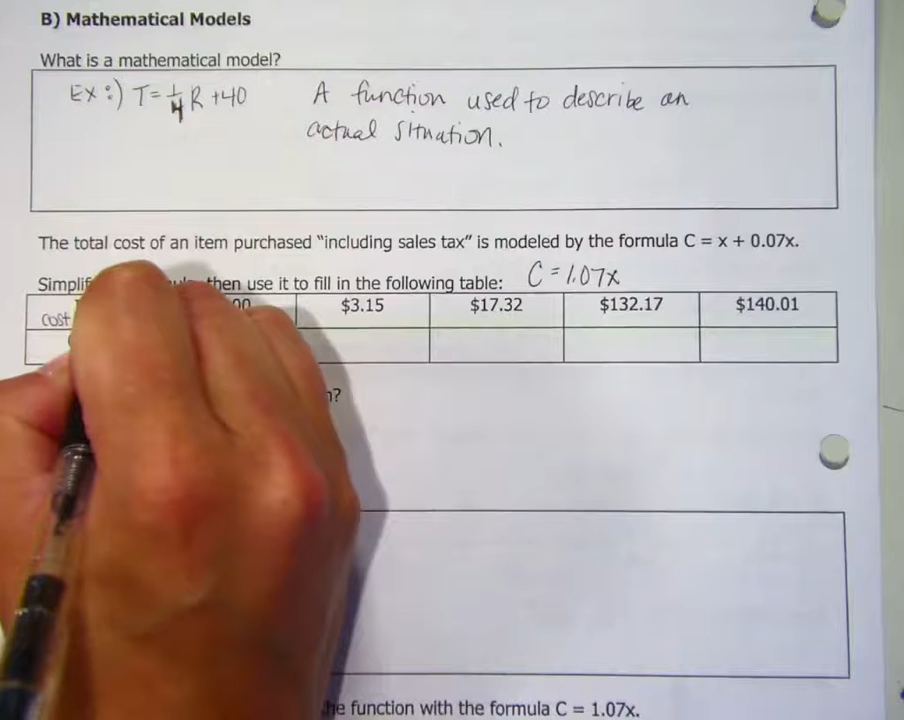 B) Mathematical Models
What is a mathematical model?
Ex:) T = 1/4 R + 40
A function used to describe an
actual situation.
The total cost of an item purchased "including sales tax" is modeled by the formula C = x + 0.07x.
then use it to fill in the following table: C = 1.07x
cost $3.15 $17.32 $132.17 $140.01
function with the formula C = 1.07x.